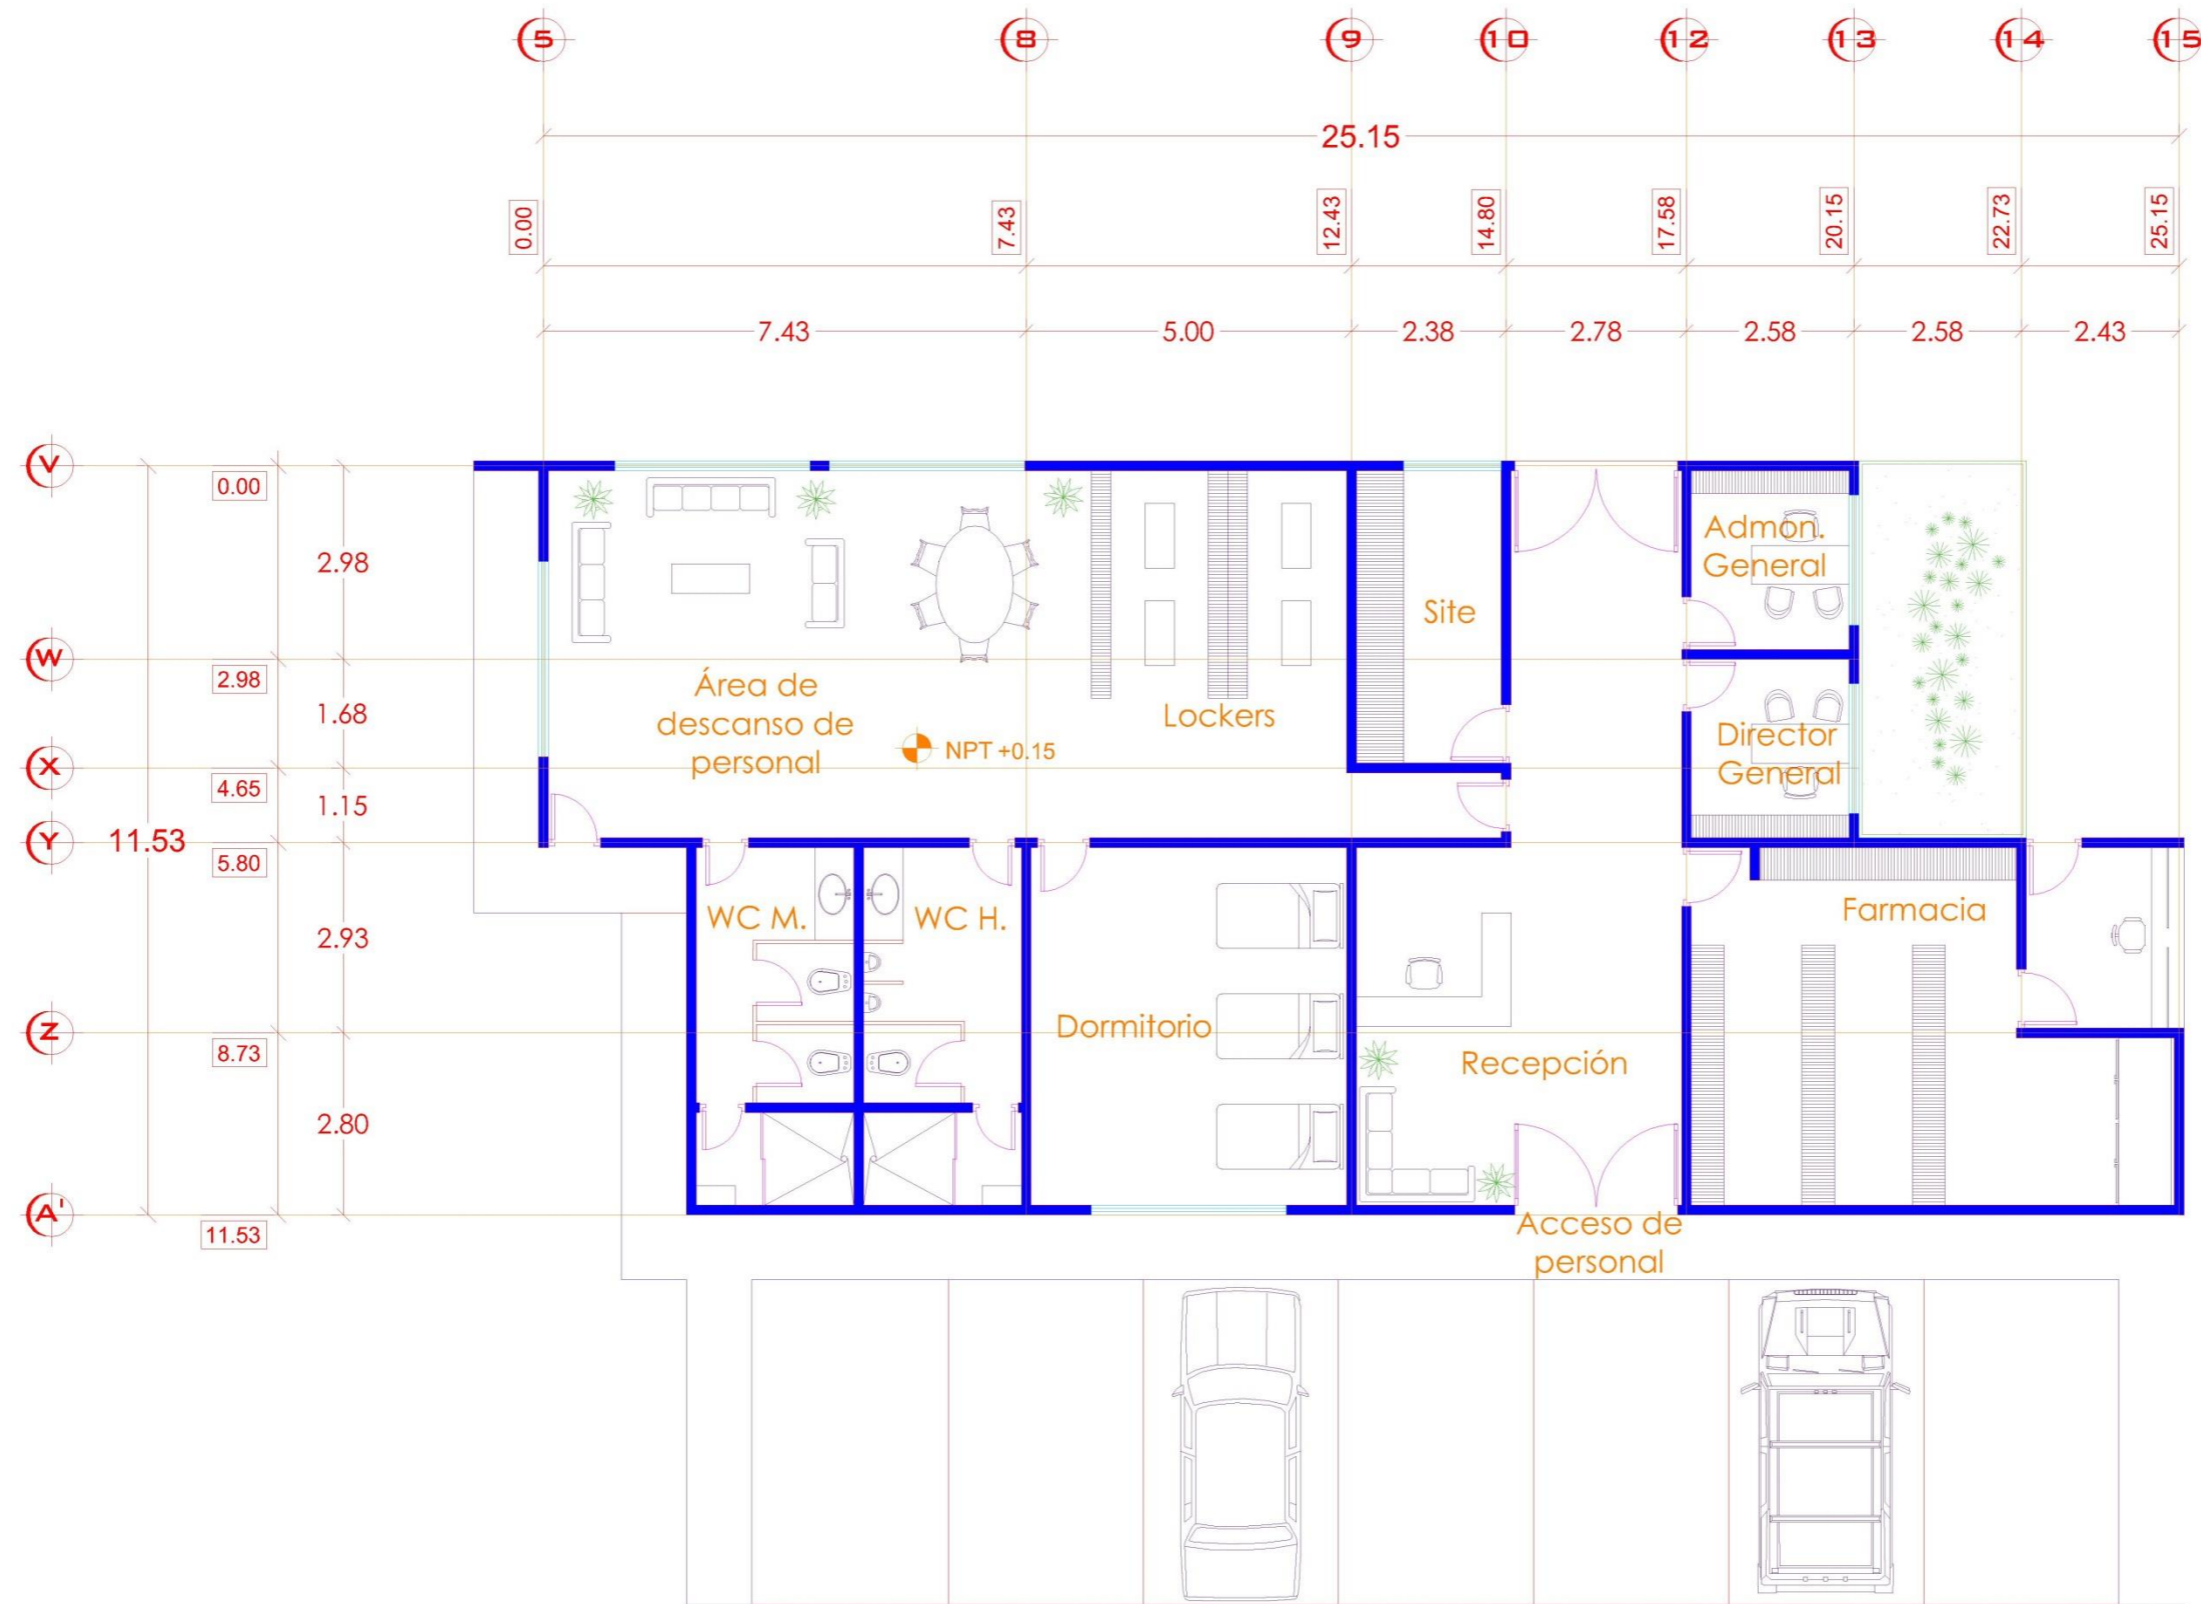 5 8 9 10 12 13 14 15
25.15
0.00 7.43 12.43 14.80 17.58 20.15 22.73 25.15
7.43 5.00 2.38 2.78 2.58 2.58 2.43
V
0.00
2.98
W
2.98
1.68
X
4.65
1.15
Y
11.53
5.80
2.93
Z
8.73
2.80
A'
11.53
Área de
descanso de
personal
NPT +0.15
Lockers
Site
Admon.
General
Director
General
WC M.
WC H.
Dormitorio
Recepción
Farmacia
Acceso de
personal